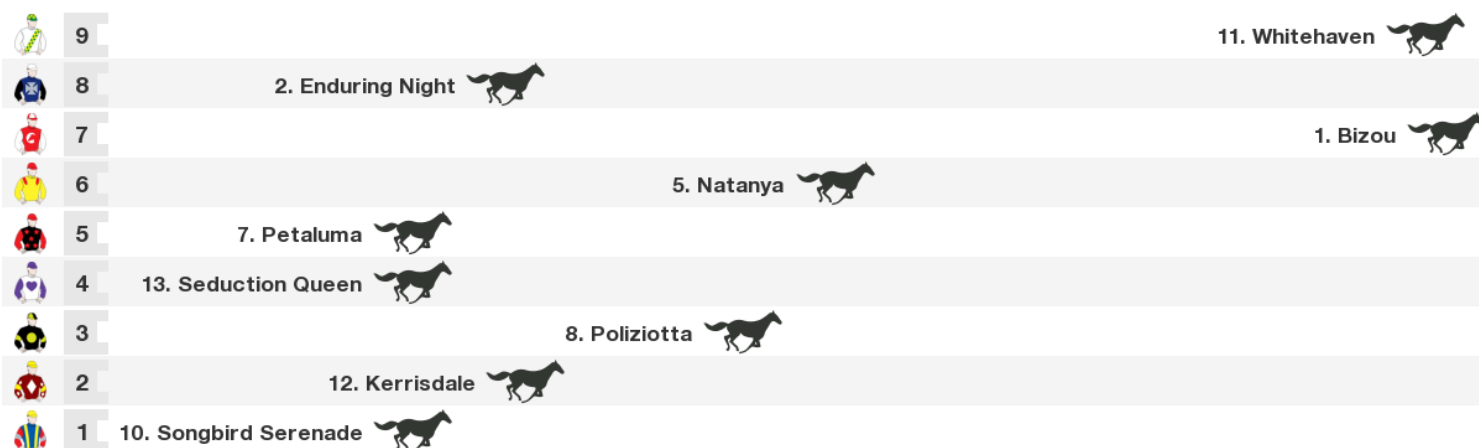 9 11. Whitehaven
8 2. Enduring Night
7 1. Bizou
6 5. Natanya
5 7. Petaluma
4 13. Seduction Queen
3 8. Poliziotta
2 12. Kerrisdale
1 10. Songbird Serenade